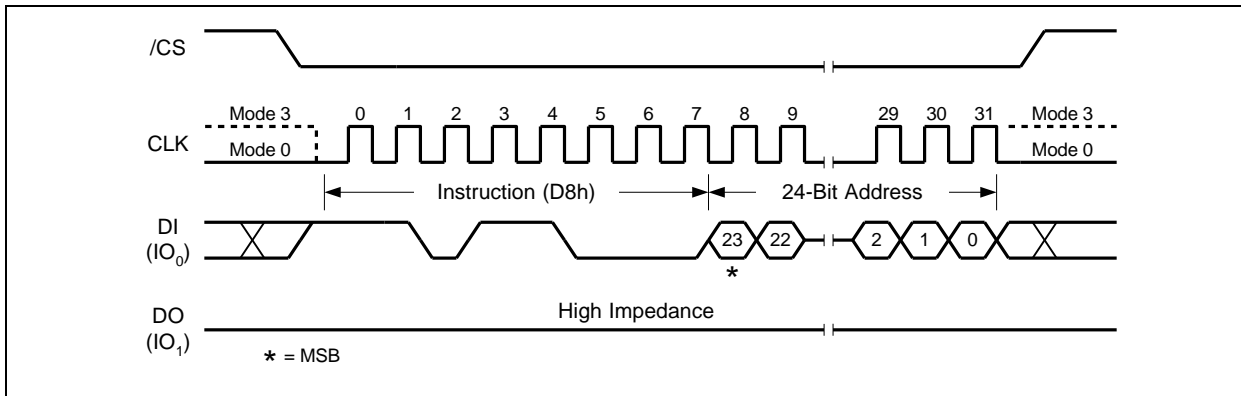 /CS
Mode 3 0 1 2 3 4 5 6 7 8 9 29 30 31 Mode 3
CLK
Mode 0 Mode 0
Instruction (D8h) 24-Bit Address
DI
(IO0)
23 22 2 1 0
*
High Impedance
DO
(IO1)
* = MSB